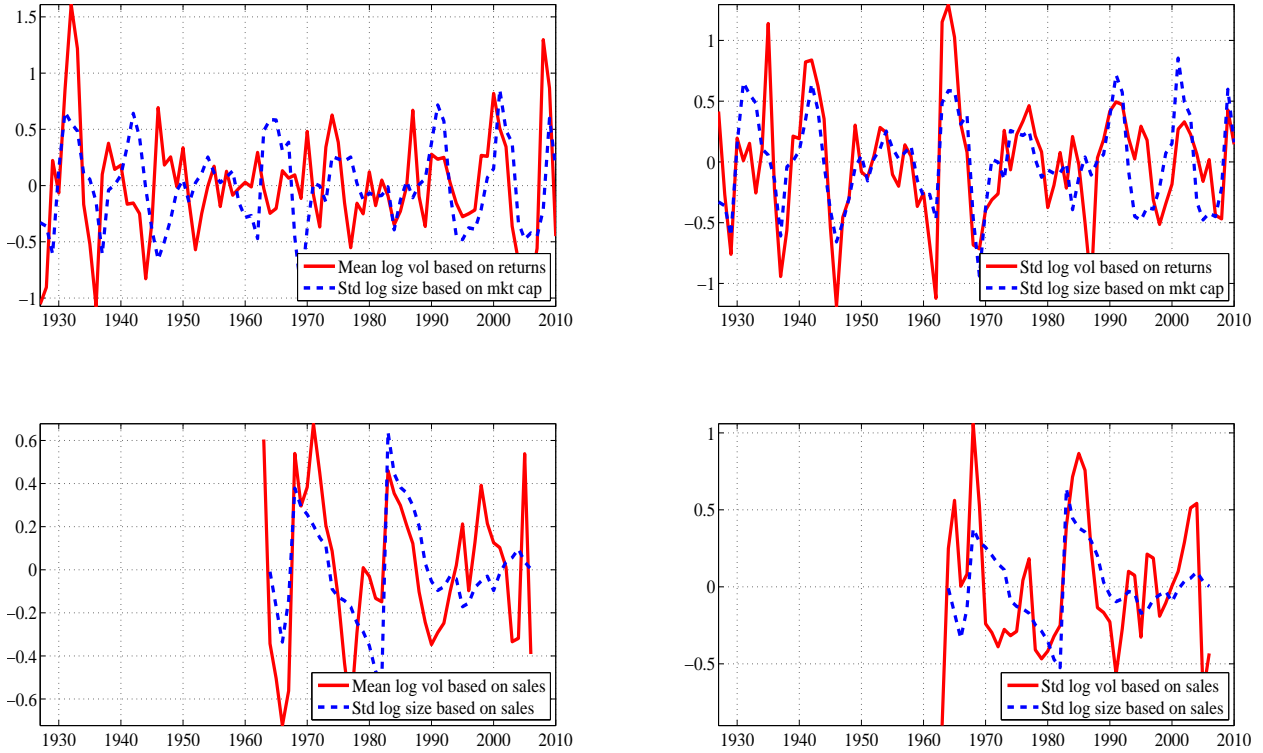 1.5
1
0.5
0
−0.5
−1
Mean log vol based on returns
Std log size based on mkt cap
1930 1940 1950 1960 1970 1980 1990 2000 2010
1
0.5
0
−0.5
−1
Std log vol based on returns
Std log size based on mkt cap
1930 1940 1950 1960 1970 1980 1990 2000 2010
0.6
0.4
0.2
0
−0.2
−0.4
−0.6
Mean log vol based on sales
Std log size based on sales
1930 1940 1950 1960 1970 1980 1990 2000 2010
1
0.5
0
−0.5
Std log vol based on sales
Std log size based on sales
1930 1940 1950 1960 1970 1980 1990 2000 2010